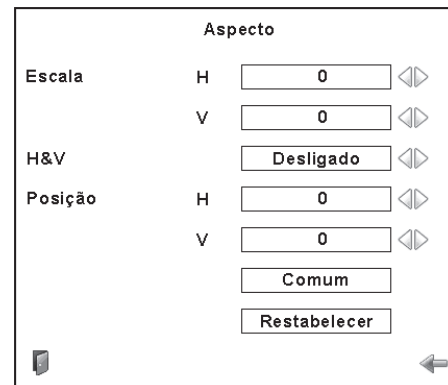 Aspecto
Escala H 0
V 0
H&V Desligado
Posição H 0
V 0
Comum
Restabelecer